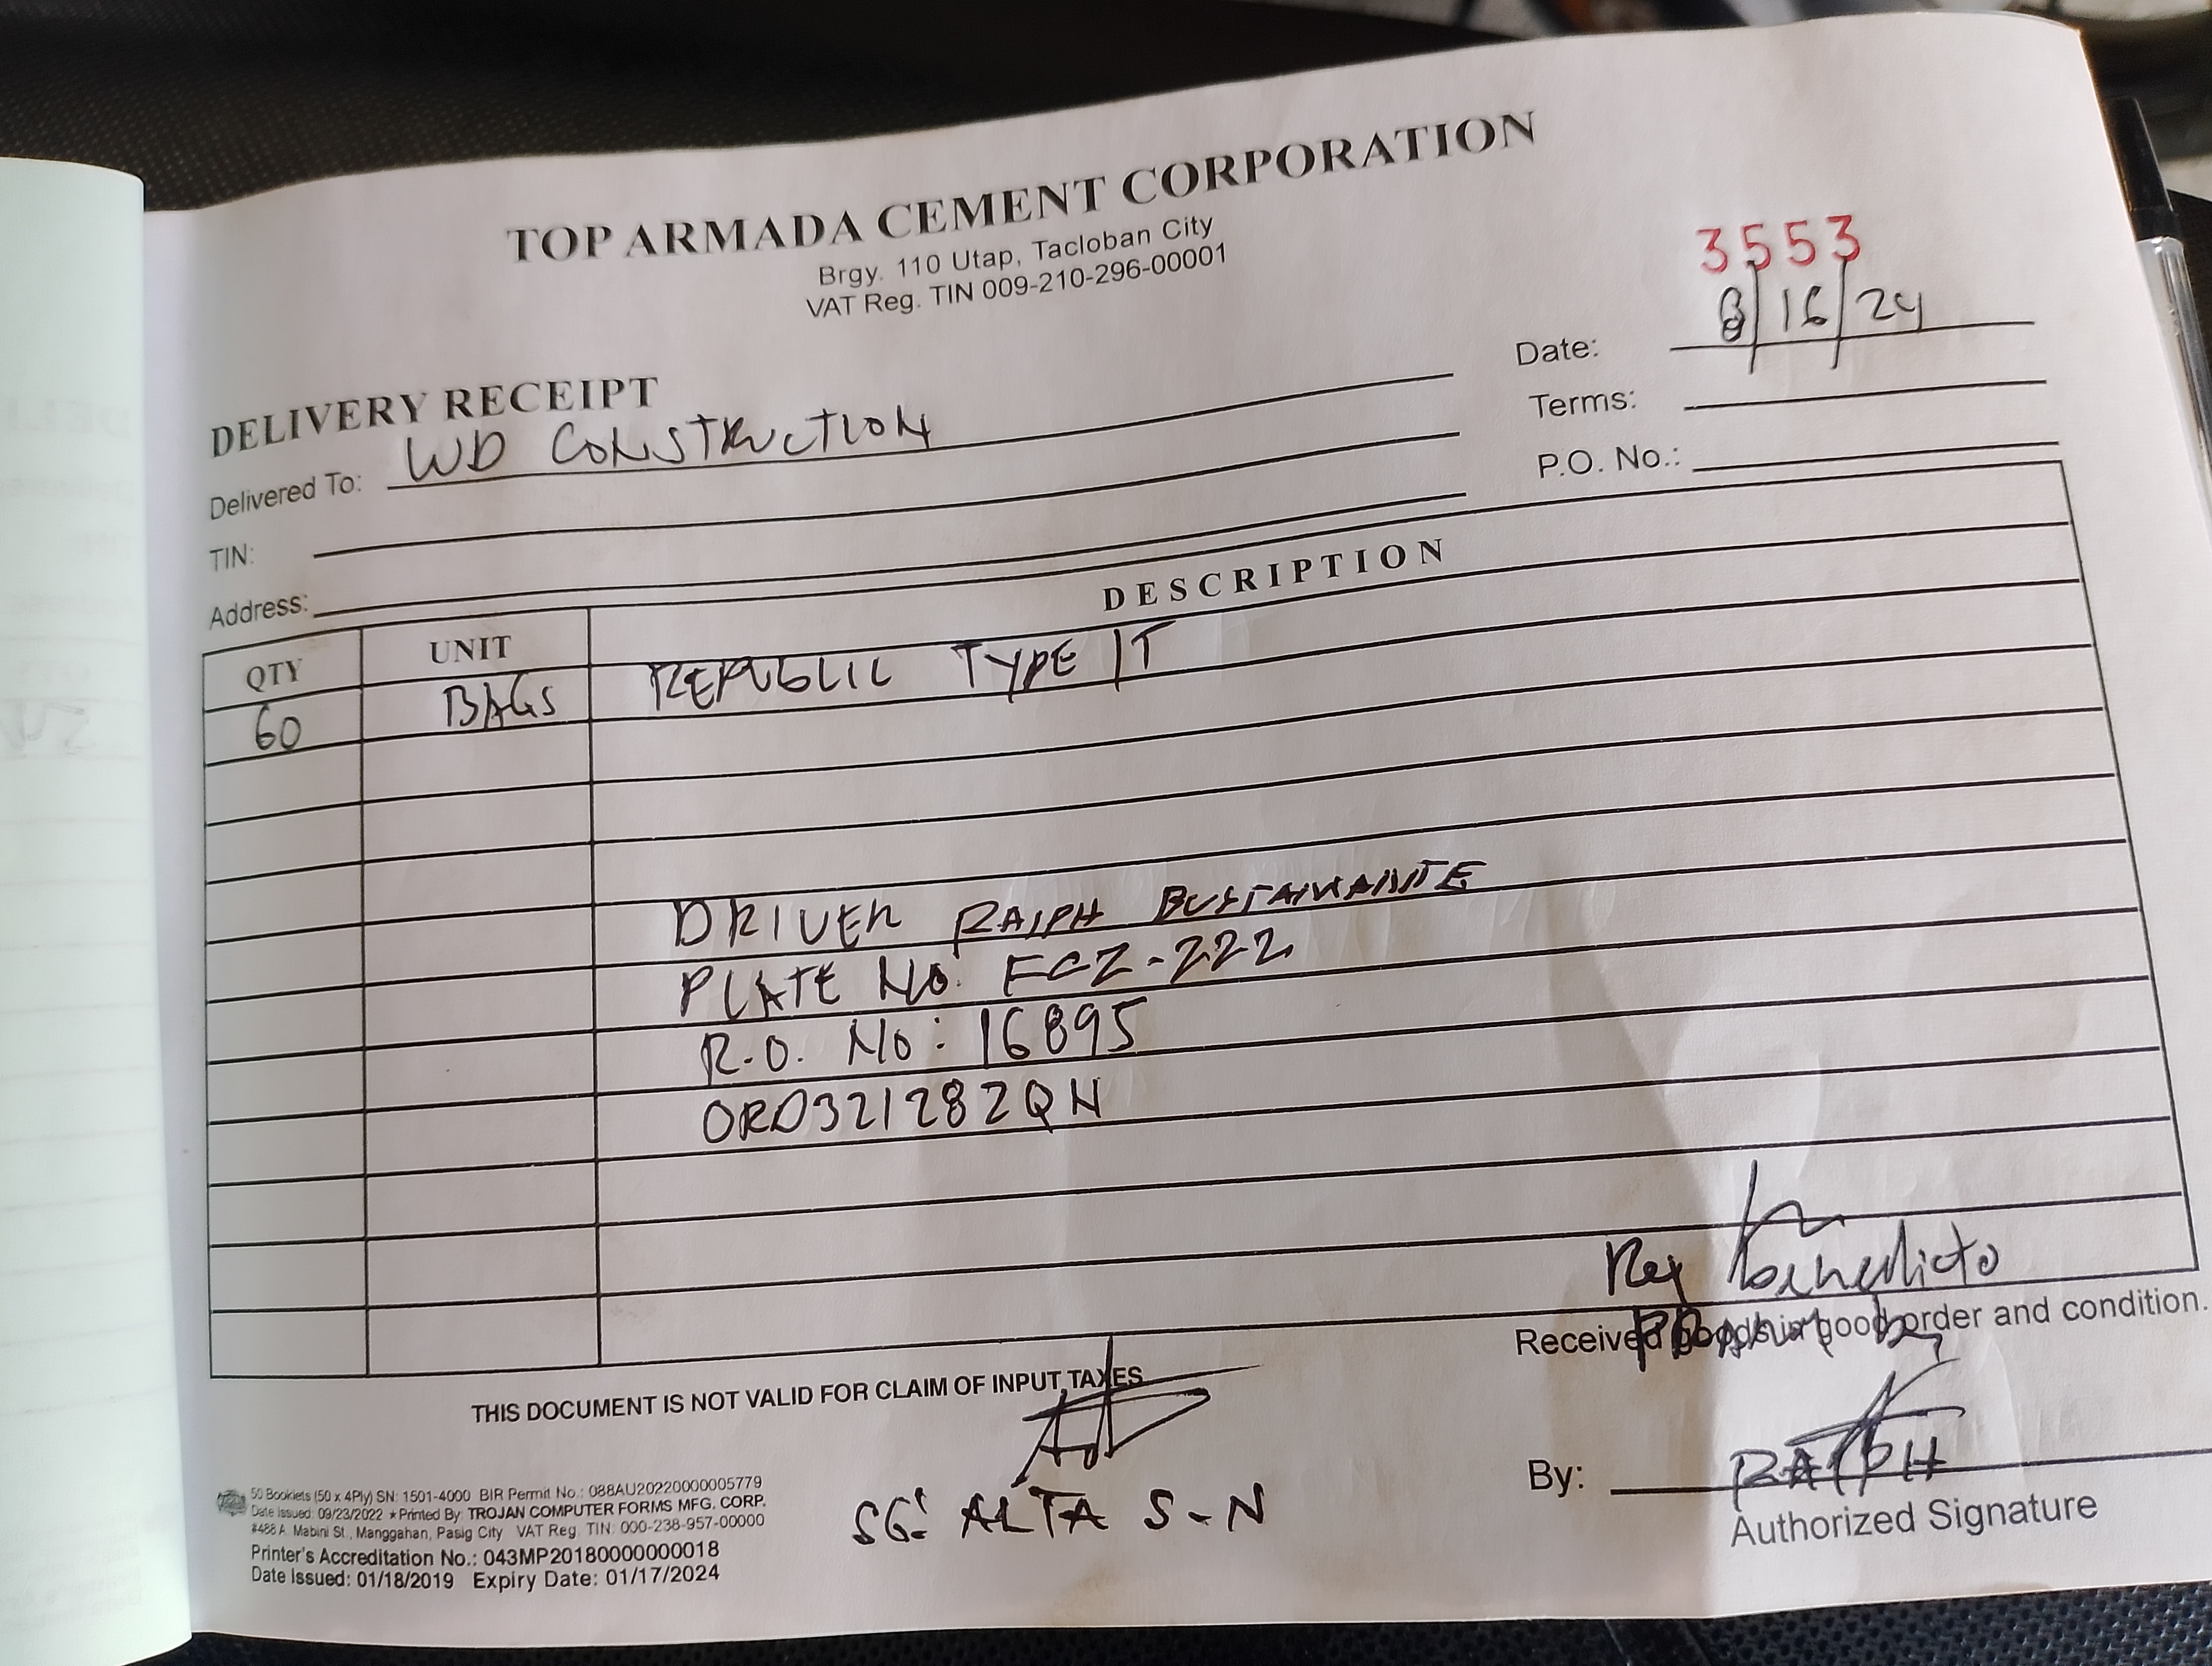 TOP ARMADA CEMENT CORPORATION
Brgy. 110 Utap, Tacloban City
VAT Reg. TIN 009-210-296-00001
3553
DELIVERY RECEIPT
Date: 8/16/24
Delivered To: WD CONSTRUCTION
Terms:
TIN:
P.O. No.:
Address:
QTY UNIT DESCRIPTION
60 BAGS REPUBLIC TYPE 1T
DRIVER RALPH BUSTAMANTE
PLATE No. FCZ-222
R.O. No: 16895
ORD321282QN
Rey Benedicto
Received goods in good order and condition.
THIS DOCUMENT IS NOT VALID FOR CLAIM OF INPUT TAXES
By: RALPH
Authorized Signature
SG: ALTA S-N
50 Booklets (50 x 4Ply) SN: 1501-4000 BIR Permit No.: 088AU20220000005779
Date Issued: 09/23/2022 ★ Printed By: TROJAN COMPUTER FORMS MFG. CORP.
#488 A. Mabini St., Manggahan, Pasig City VAT Reg. TIN: 000-238-957-00000
Printer's Accreditation No.: 043MP20180000000018
Date Issued: 01/18/2019 Expiry Date: 01/17/2024